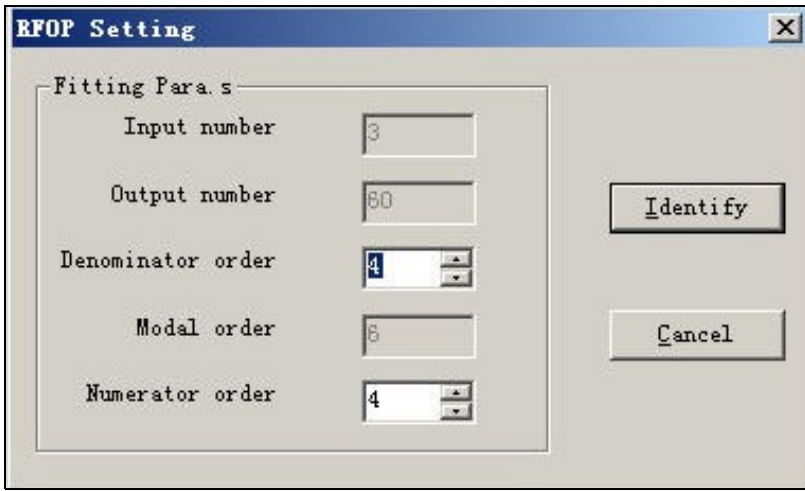 RFOP Setting
Fitting Para.s
Input number 3
Output number 60
Identify
Denominator order 4
Modal order 6
Cancel
Numerator order 4